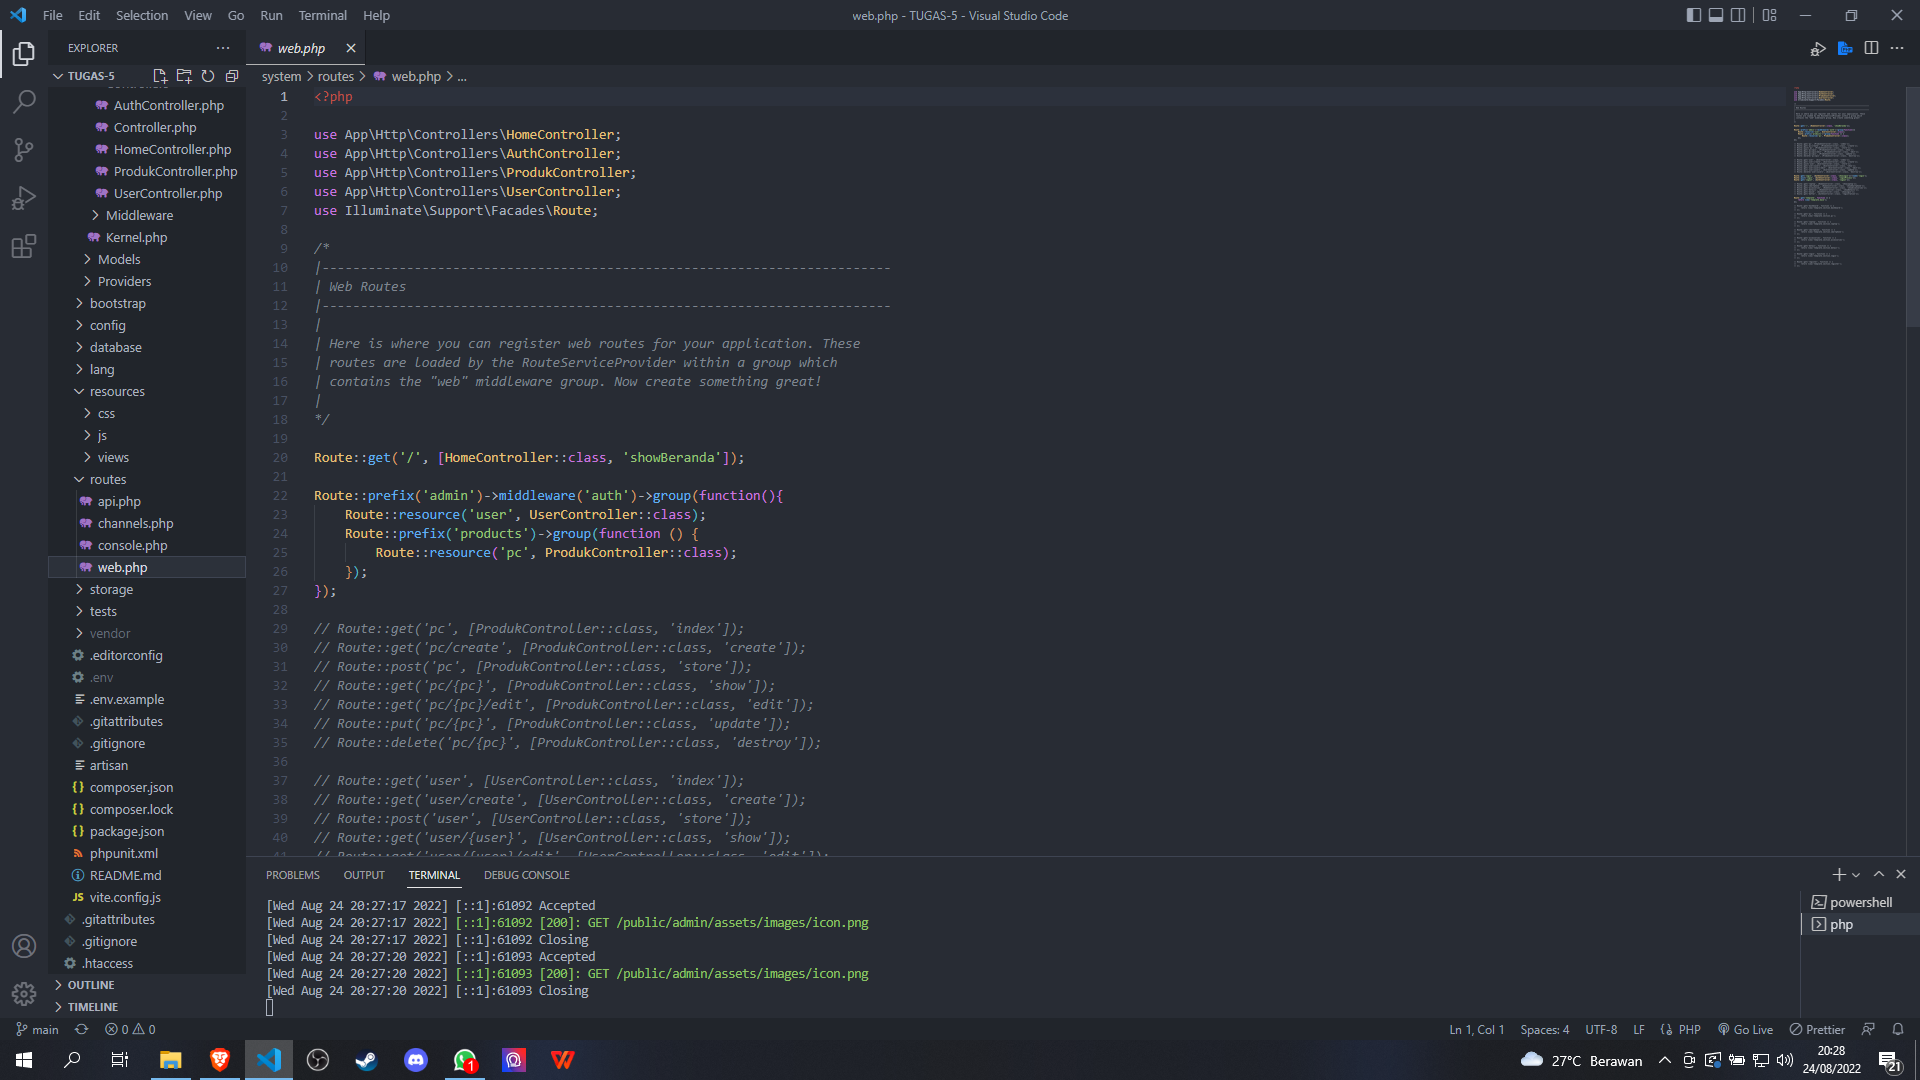 File Edit Selection View Go Run Terminal Help
web.php - TUGAS-5 - Visual Studio Code
EXPLORER
TUGAS-5
Controllers
AuthController.php
Controller.php
HomeController.php
ProdukController.php
UserController.php
Middleware
Kernel.php
Models
Providers
bootstrap
config
database
lang
resources
css
js
views
routes
api.php
channels.php
console.php
web.php
storage
tests
vendor
.editorconfig
.env
.env.example
.gitattributes
.gitignore
artisan
composer.json
composer.lock
package.json
phpunit.xml
README.md
vite.config.js
.gitattributes
.gitignore
.htaccess
OUTLINE
TIMELINE
web.php
system > routes > web.php > ...
1 <?php
2
3 use App\Http\Controllers\HomeController;
4 use App\Http\Controllers\AuthController;
5 use App\Http\Controllers\ProdukController;
6 use App\Http\Controllers\UserController;
7 use Illuminate\Support\Facades\Route;
8
9 /*
10 |--------------------------------------------------------------------------
11 | Web Routes
12 |--------------------------------------------------------------------------
13 |
14 | Here is where you can register web routes for your application. These
15 | routes are loaded by the RouteServiceProvider within a group which
16 | contains the "web" middleware group. Now create something great!
17 |
18 */
19
20 Route::get('/', [HomeController::class, 'showBeranda']);
21
22 Route::prefix('admin')->middleware('auth')->group(function(){
23 Route::resource('user', UserController::class);
24 Route::prefix('products')->group(function () {
25 Route::resource('pc', ProdukController::class);
26 });
27 });
28
29 // Route::get('pc', [ProdukController::class, 'index']);
30 // Route::get('pc/create', [ProdukController::class, 'create']);
31 // Route::post('pc', [ProdukController::class, 'store']);
32 // Route::get('pc/{pc}', [ProdukController::class, 'show']);
33 // Route::get('pc/{pc}/edit', [ProdukController::class, 'edit']);
34 // Route::put('pc/{pc}', [ProdukController::class, 'update']);
35 // Route::delete('pc/{pc}', [ProdukController::class, 'destroy']);
36
37 // Route::get('user', [UserController::class, 'index']);
38 // Route::get('user/create', [UserController::class, 'create']);
39 // Route::post('user', [UserController::class, 'store']);
40 // Route::get('user/{user}', [UserController::class, 'show']);
41 // Route::get('user/{user}/edit', [UserController::class, 'edit']);
PROBLEMS OUTPUT TERMINAL DEBUG CONSOLE
[Wed Aug 24 20:27:17 2022] [::1]:61092 Accepted
[Wed Aug 24 20:27:17 2022] [::1]:61092 [200]: GET /public/admin/assets/images/icon.png
[Wed Aug 24 20:27:17 2022] [::1]:61092 Closing
[Wed Aug 24 20:27:20 2022] [::1]:61093 Accepted
[Wed Aug 24 20:27:20 2022] [::1]:61093 [200]: GET /public/admin/assets/images/icon.png
[Wed Aug 24 20:27:20 2022] [::1]:61093 Closing
powershell
php
main 0 0
Ln 1, Col 1 Spaces: 4 UTF-8 LF PHP Go Live Prettier
1
27°C Berawan
20:28
24/08/2022
21